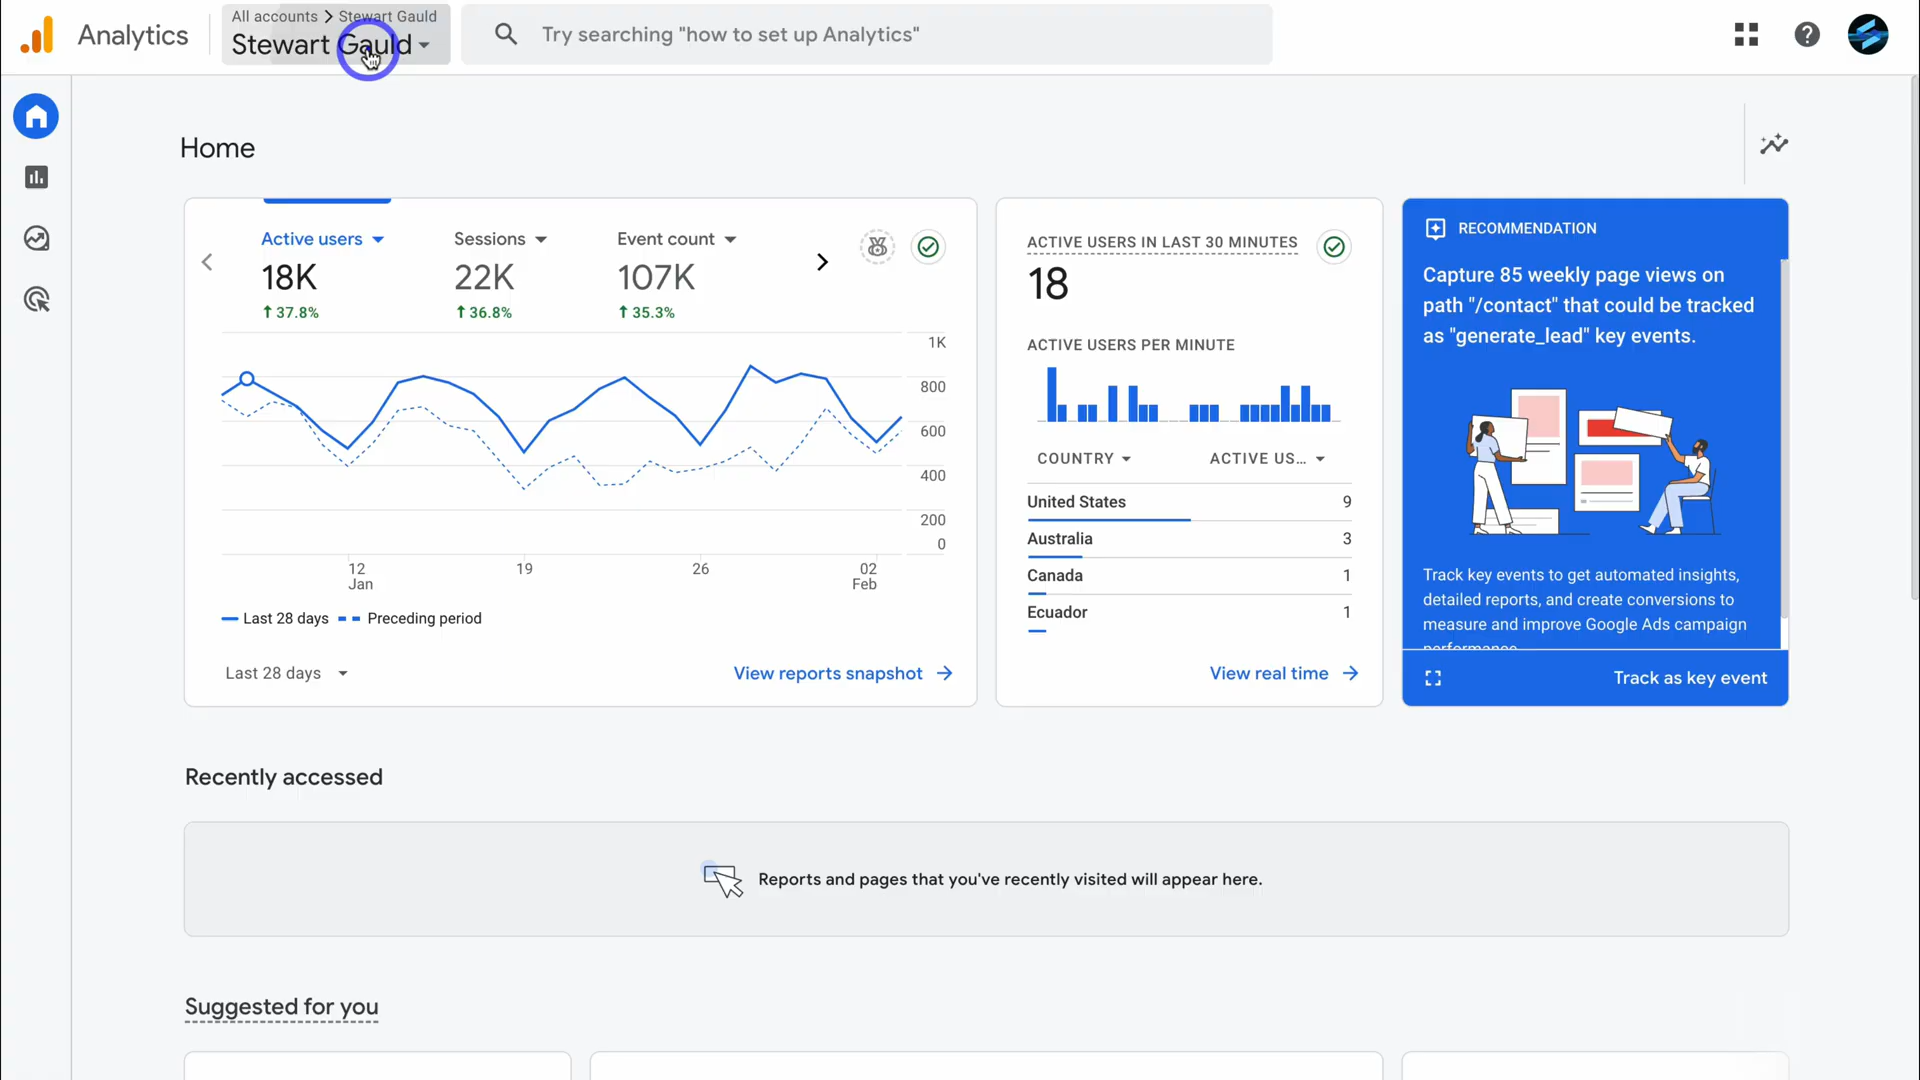 Analytics
All accounts > Stewart Gauld
Stewart Gauld
Try searching "how to set up Analytics"
Home
Active users
18K
↑ 37.8%
Sessions
22K
↑ 36.8%
Event count
107K
↑ 35.3%
1K
800
600
400
200
0
12
Jan
19
26
02
Feb
Last 28 days
Preceding period
Last 28 days
View reports snapshot
ACTIVE USERS IN LAST 30 MINUTES
18
ACTIVE USERS PER MINUTE
COUNTRY
ACTIVE US...
United States 9
Australia 3
Canada 1
Ecuador 1
View real time
RECOMMENDATION
Capture 85 weekly page views on
path "/contact" that could be tracked
as "generate_lead" key events.
Track key events to get automated insights,
detailed reports, and create conversions to
measure and improve Google Ads campaign
performance
Track as key event
Recently accessed
Reports and pages that you've recently visited will appear here.
Suggested for you